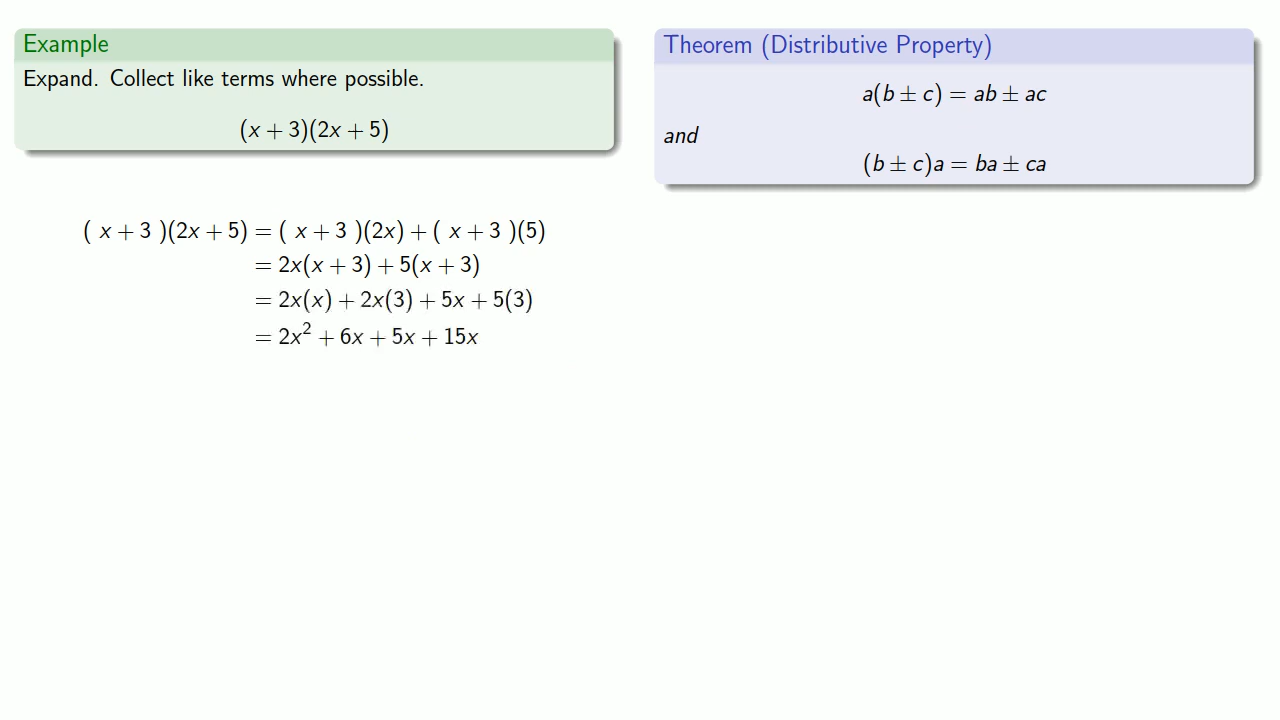 Example
Expand. Collect like terms where possible.
(x + 3)(2x + 5)
Theorem (Distributive Property)
a(b ± c) = ab ± ac
and
(b ± c)a = ba ± ca
( x + 3 )(2x + 5) = ( x + 3 )(2x) + ( x + 3 )(5)
= 2x(x + 3) + 5(x + 3)
= 2x(x) + 2x(3) + 5x + 5(3)
= 2x² + 6x + 5x + 15x